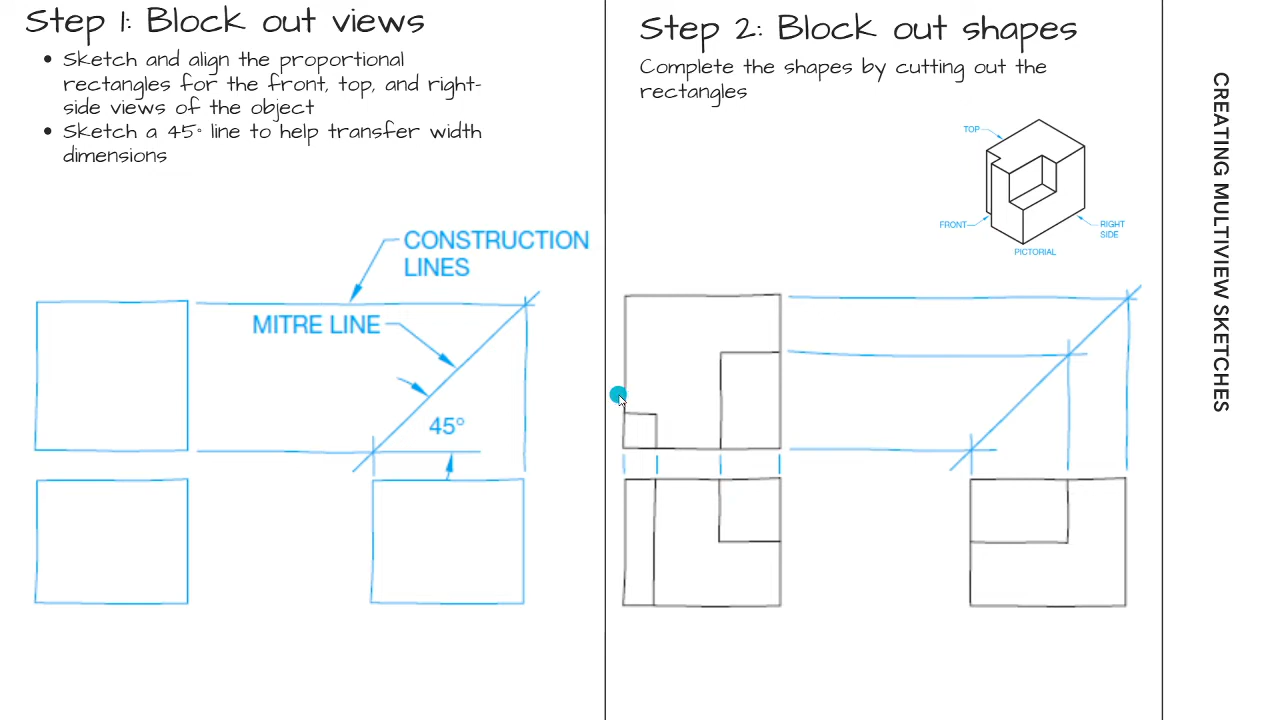 Step 1: Block out views
• Sketch and align the proportional
rectangles for the front, top, and right-
side views of the object
• Sketch a 45° line to help transfer width
dimensions
CONSTRUCTION
LINES
MITRE LINE
45°
Step 2: Block out shapes
Complete the shapes by cutting out the
rectangles
TOP
FRONT
RIGHT
SIDE
PICTORIAL
CREATING MULTIVIEW SKETCHES